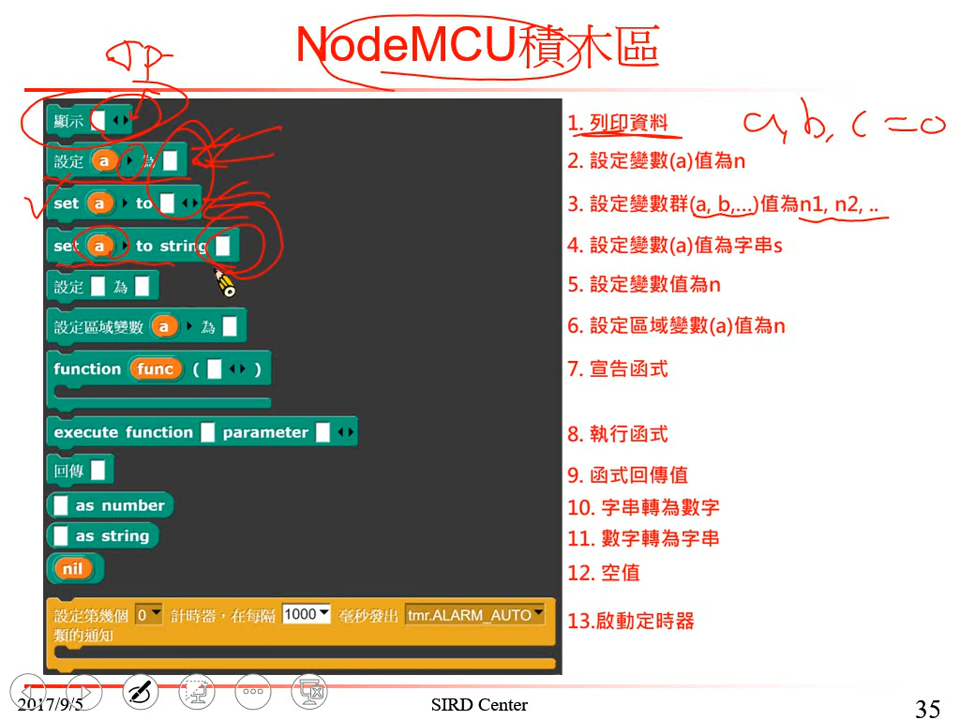 NodeMCU積木區
顯示
設定 a 為
set a to
set a to string
設定 為
設定區域變數 a 為
function func ( )
execute function parameter
回傳
as number
as string
nil
設定第幾個 0 計時器，在每隔 1000 毫秒發出 tmr.ALARM_AUTO
類的通知
1. 列印資料
a, b, c = 0
2. 設定變數(a)值為n
3. 設定變數群(a, b,...)值為n1, n2, ..
4. 設定變數(a)值為字串s
5. 設定變數值為n
6. 設定區域變數(a)值為n
7. 宣告函式
8. 執行函式
9. 函式回傳值
10. 字串轉為數字
11. 數字轉為字串
12. 空值
13.啟動定時器
2017/9/5
SIRD Center
35